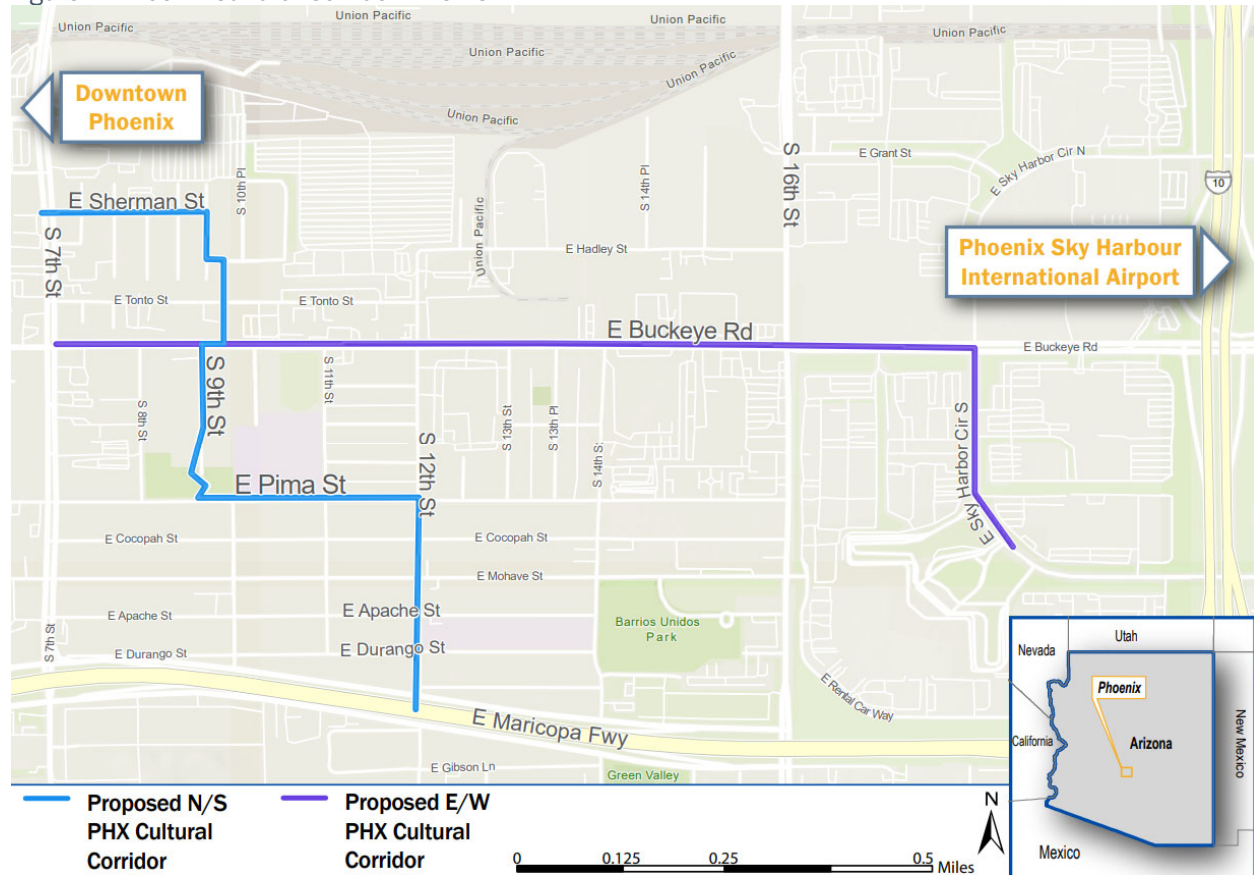 Union Pacific
Union Pacific
Union Pacific
Union Pacific
Union Pacific
Union Pacific
Union Pacific
Union Pacific
Downtown
Phoenix
S 16th St
E Grant St
E Sky Harbor Cir N
10
S 10th Pl
S 14th Pl
E Sherman St
S 7th St
E Hadley St
Phoenix Sky Harbour
International Airport
E Tonto St
E Tonto St
E Buckeye Rd
E Buckeye Rd
S 9th St
S 11th St
S 8th St
S 12th St
S 13th St
S 13th Pl
S 14th S
E Sky Harbor Cir S
E Pima St
E Cocopah St
E Cocopah St
E Mohave St
E Apache St
E Apache St
Barrios Unidos
Park
S 7th St
E Durango St
E Durango St
E Rental Car Way
E Maricopa Fwy
E Gibson Ln
Green Valley
Nevada
Utah
Phoenix
California
Arizona
New Mexico
Mexico
Proposed N/S
PHX Cultural
Corridor
Proposed E/W
PHX Cultural
Corridor
N
0 0.125 0.25 0.5 Miles